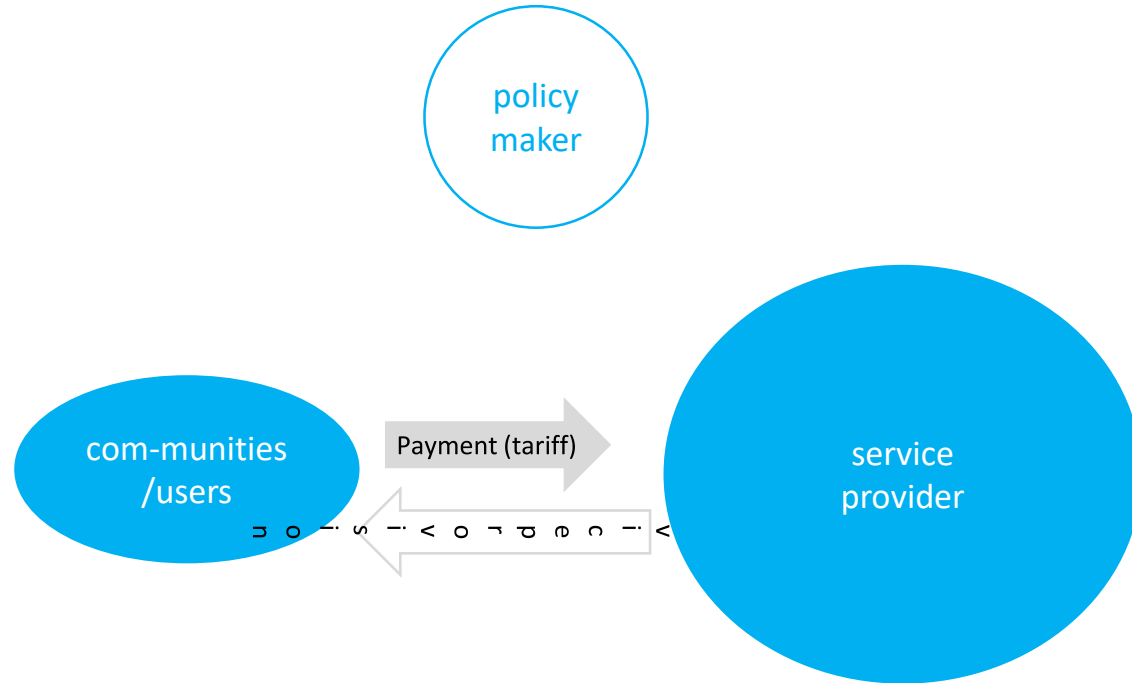 policy
maker
com-munities
/users
Payment (tariff)
viceprovision
service
provider